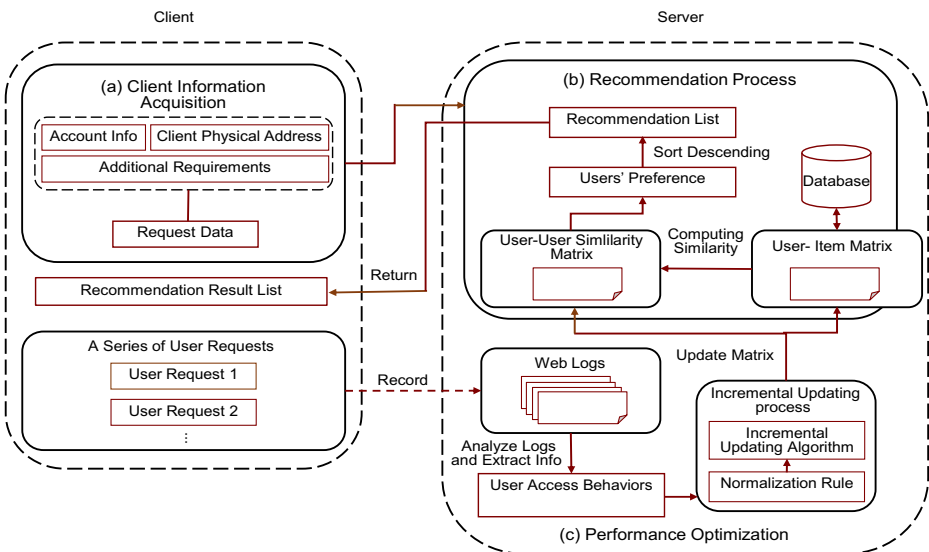 Client
Server
(a) Client Information
Acquisition
Account Info
Client Physical Address
Additional Requirements
Request Data
Recommendation Result List
A Series of User Requests
User Request 1
User Request 2
...
Return
Record
(b) Recommendation Process
Recommendation List
Sort Descending
Users' Preference
Database
User-User Simlilarity
Matrix
Computing
Similarity
User- Item Matrix
Update Matrix
Web Logs
Analyze Logs
and Extract Info
User Access Behaviors
Incremental Updating
process
Incremental
Updating Algorithm
Normalization Rule
(c) Performance Optimization